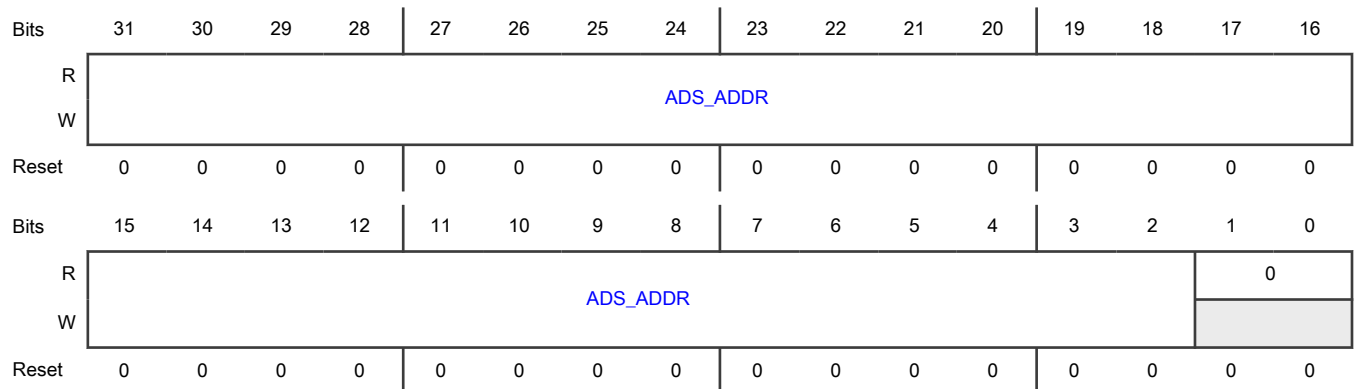 Bits 31 30 29 28 27 26 25 24 23 22 21 20 19 18 17 16
R
ADS_ADDR
W
Reset 0 0 0 0 0 0 0 0 0 0 0 0 0 0 0 0
Bits 15 14 13 12 11 10 9 8 7 6 5 4 3 2 1 0
R 0
ADS_ADDR
W
Reset 0 0 0 0 0 0 0 0 0 0 0 0 0 0 0 0